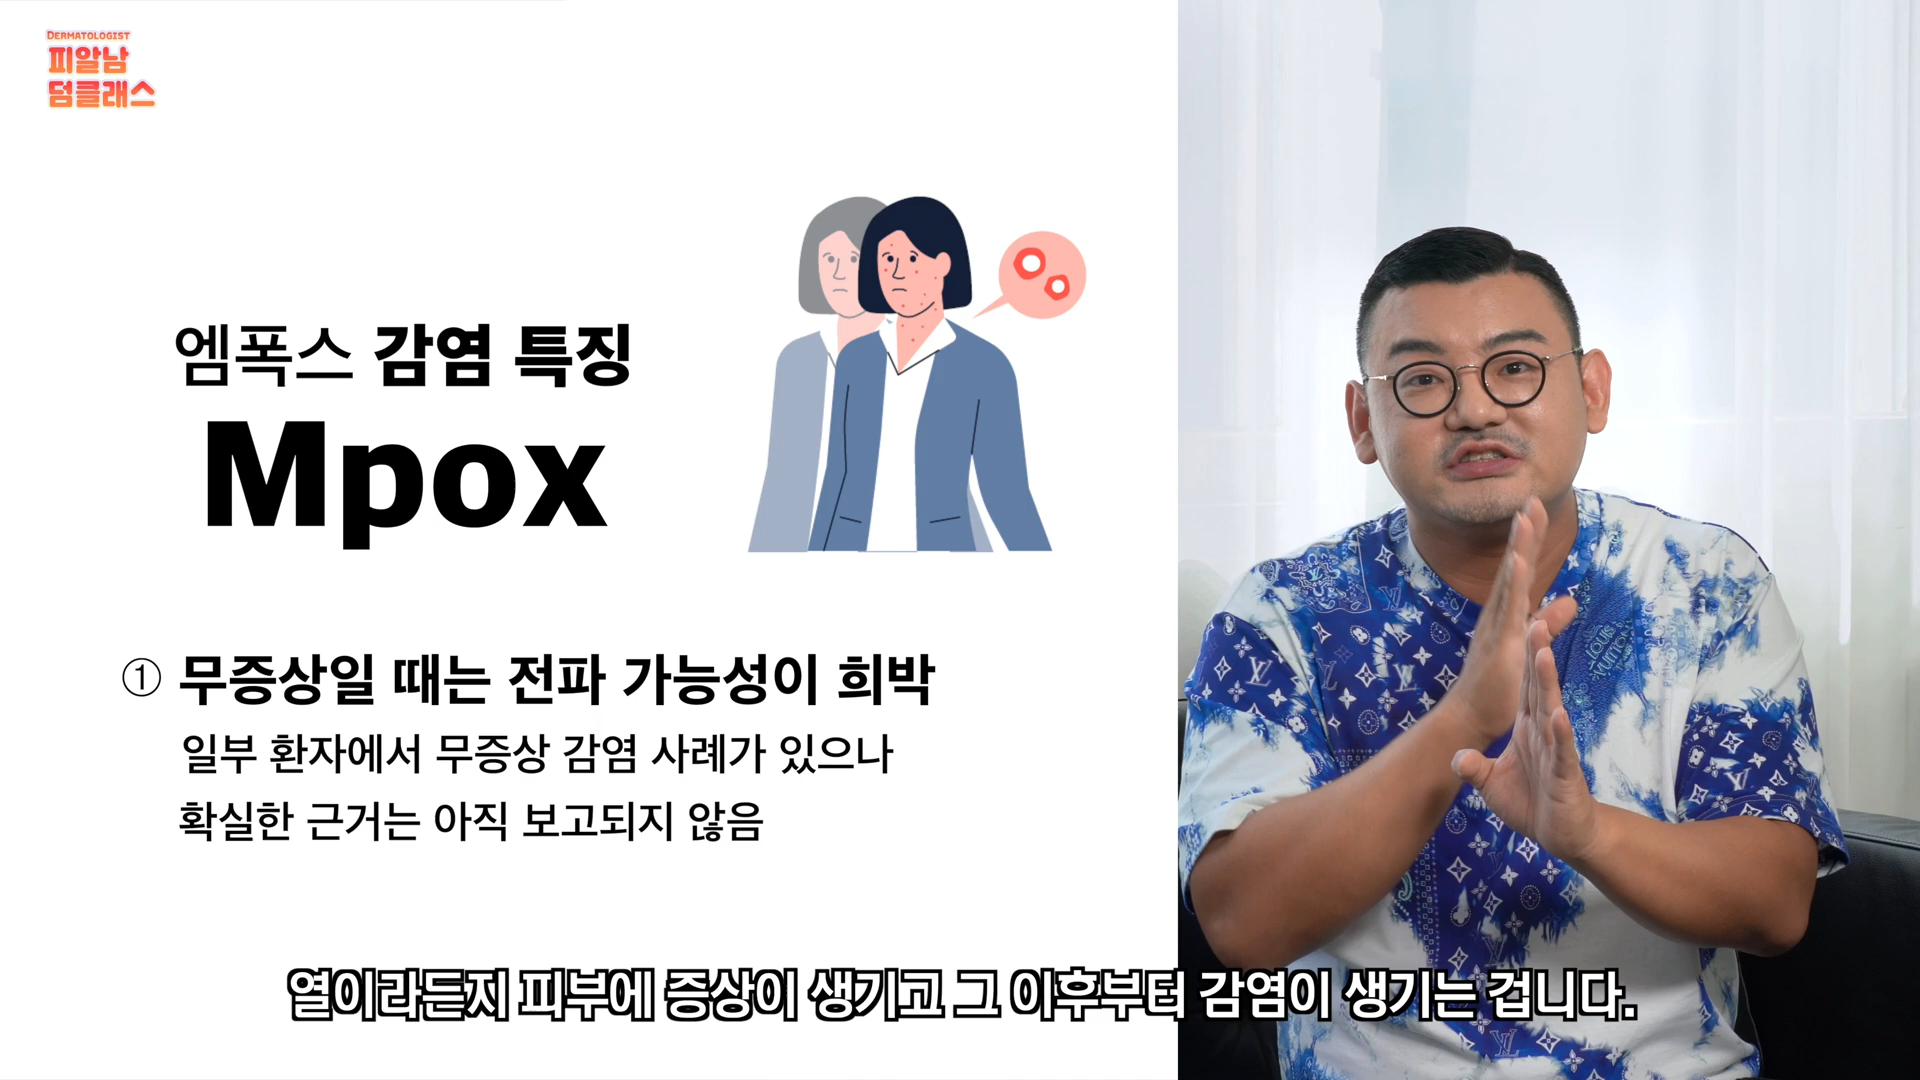 DERMATOLOGIST
피알남
덤클래스
엠폭스 감염 특징
Mpox
① 무증상일 때는 전파 가능성이 희박
일부 환자에서 무증상 감염 사례가 있으나
확실한 근거는 아직 보고되지 않음
LOUIS
VUITTON
열이라든지 피부에 증상이 생기고 그 이후부터 감염이 생기는 겁니다.